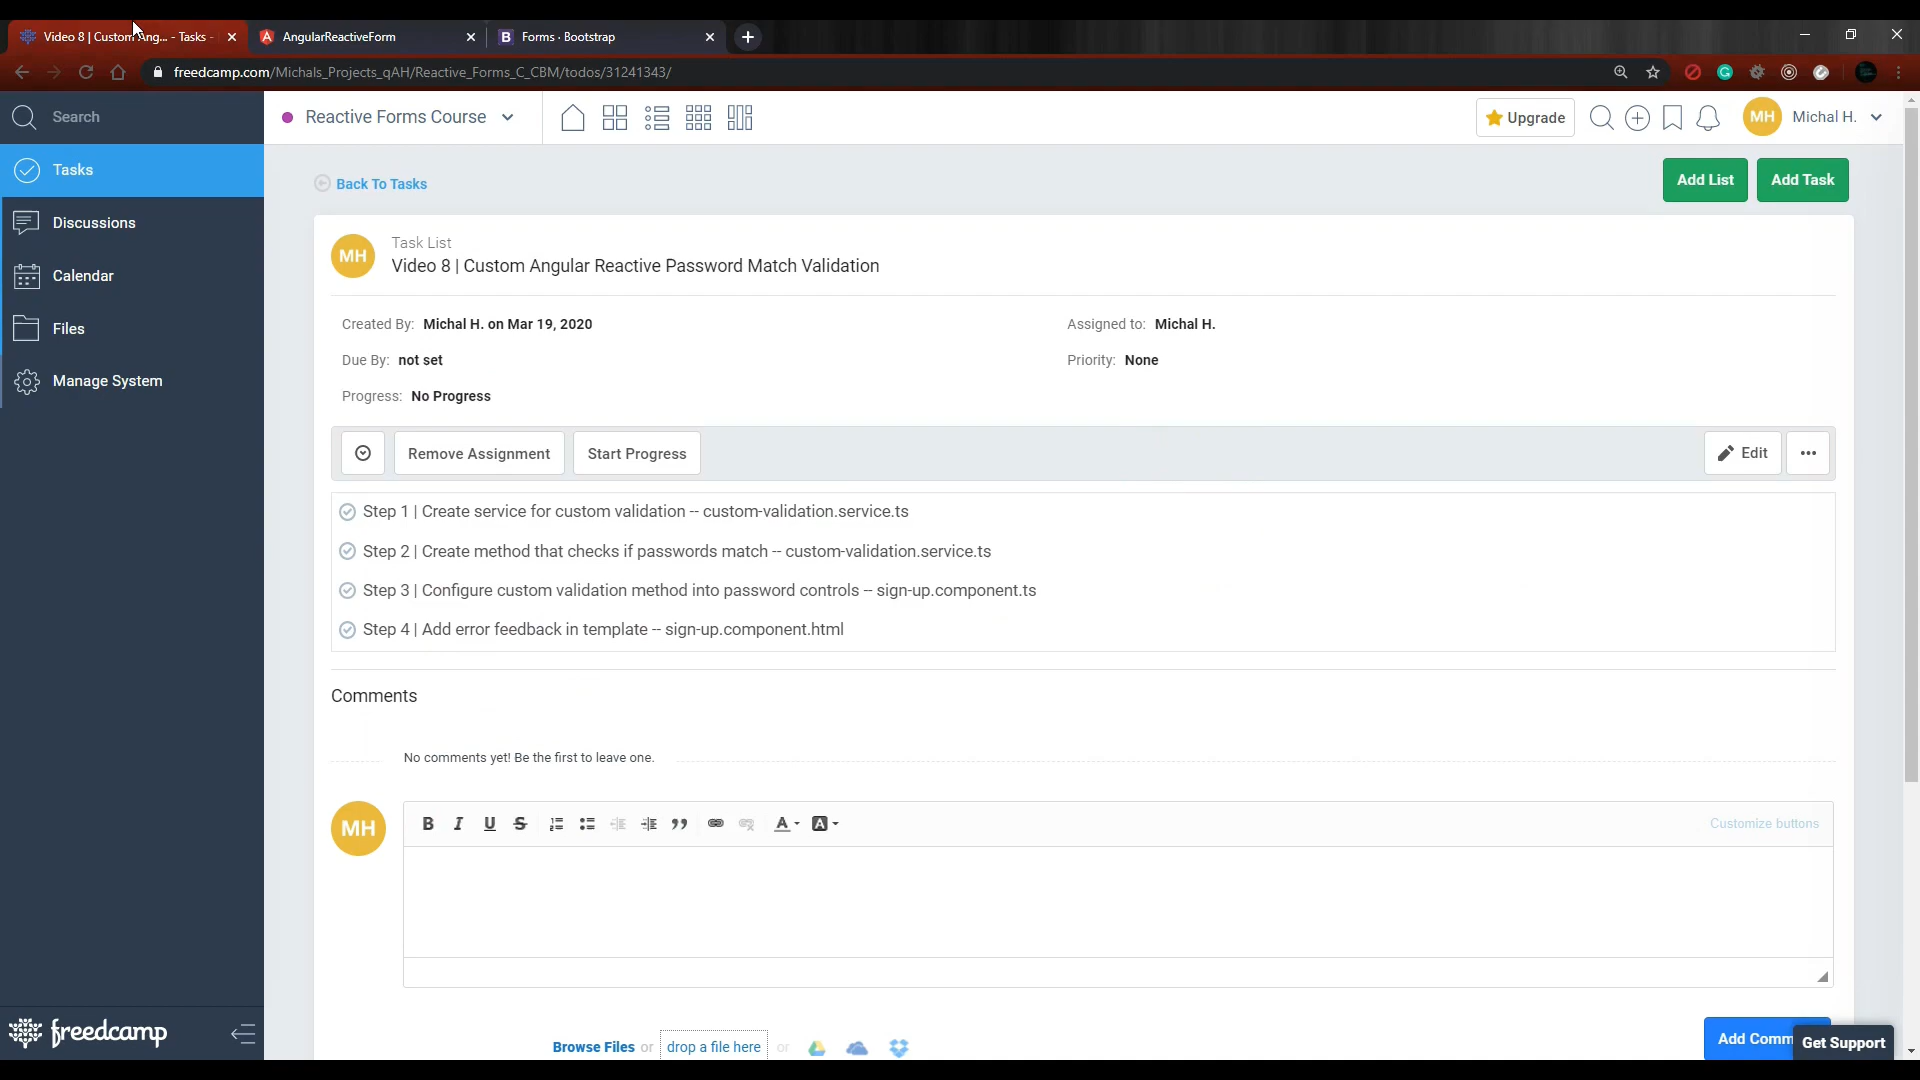 Video 8 | Custom Ang... - Tasks -
AngularReactiveForm
Forms · Bootstrap
freedcamp.com/Michals_Projects_qAH/Reactive_Forms_C_CBM/todos/31241343/
Search
Reactive Forms Course
Upgrade
MH
Michal H.
Tasks
Discussions
Calendar
Files
Manage System
Back To Tasks
Add List
Add Task
MH
Task List
Video 8 | Custom Angular Reactive Password Match Validation
Created By: Michal H. on Mar 19, 2020
Assigned to: Michal H.
Due By: not set
Priority: None
Progress: No Progress
Remove Assignment
Start Progress
Edit
Step 1 | Create service for custom validation -- custom-validation.service.ts
Step 2 | Create method that checks if passwords match -- custom-validation.service.ts
Step 3 | Configure custom validation method into password controls -- sign-up.component.ts
Step 4 | Add error feedback in template -- sign-up.component.html
Comments
No comments yet! Be the first to leave one.
MH
B I U S
A A
Customize buttons
Browse Files or drop a file here or
Add Comm
Get Support
freedcamp